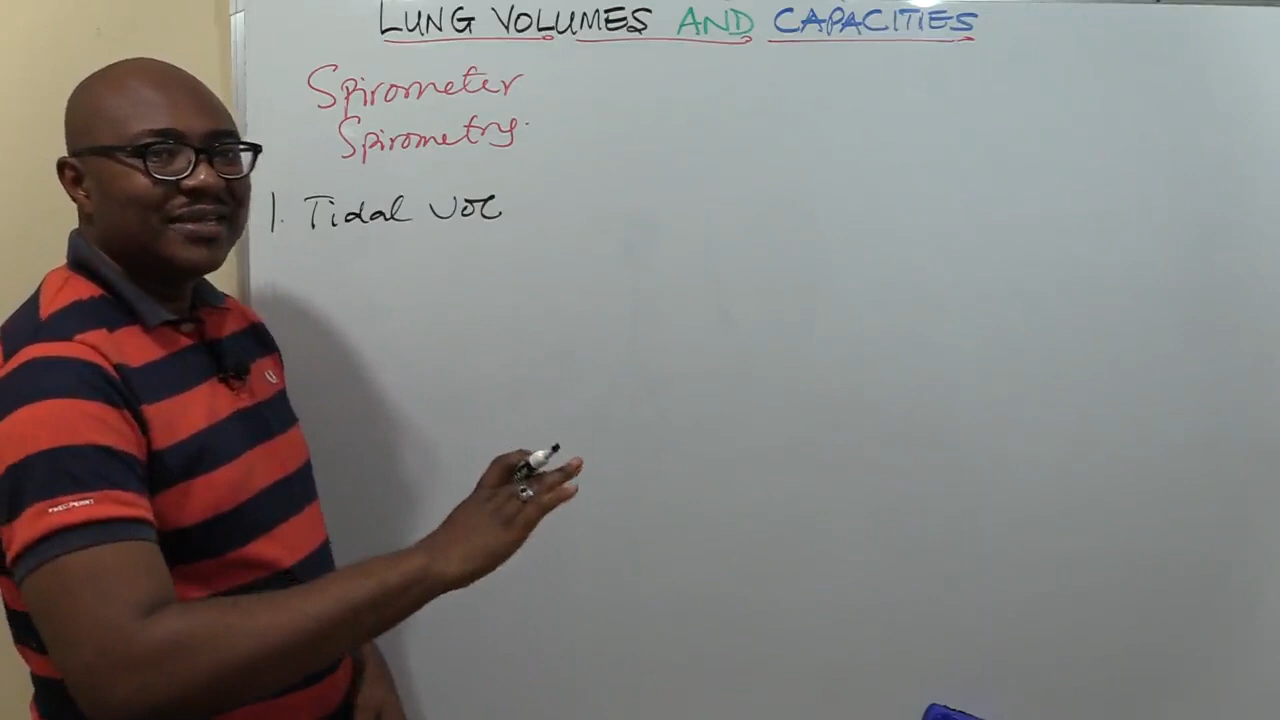 LUNG VOLUMES AND CAPACITIES
Spirometer
Spirometry.
1. Tidal Vol